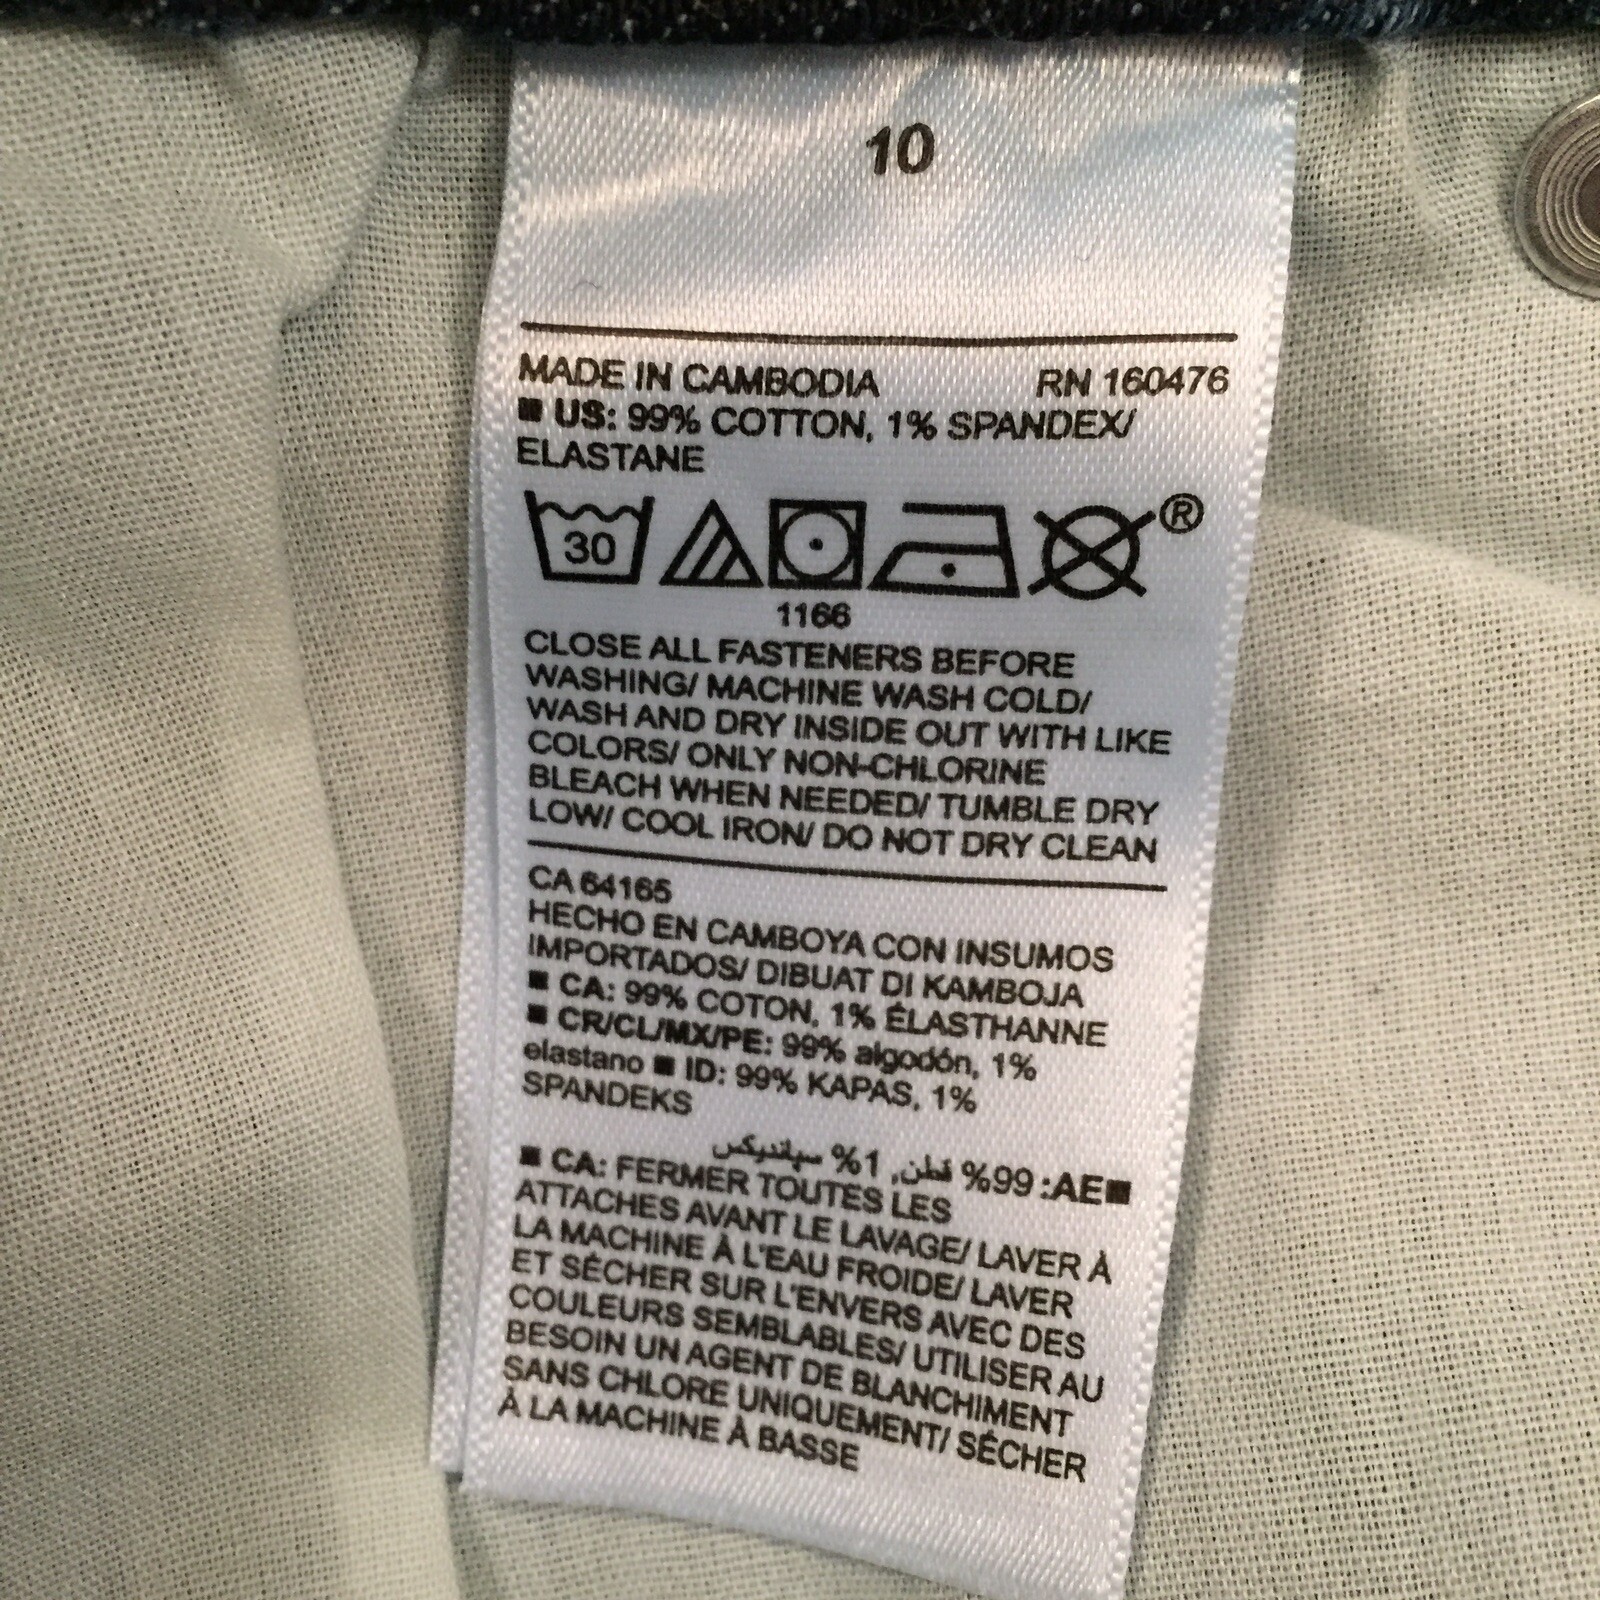 10
MADE IN CAMBODIA RN 160476
■ US: 99% COTTON, 1% SPANDEX/
ELASTANE
30
®
1166
CLOSE ALL FASTENERS BEFORE
WASHING/ MACHINE WASH COLD/
WASH AND DRY INSIDE OUT WITH LIKE
COLORS/ ONLY NON-CHLORINE
BLEACH WHEN NEEDED/ TUMBLE DRY
LOW/ COOL IRON/ DO NOT DRY CLEAN
CA 64165
HECHO EN CAMBOYA CON INSUMOS
IMPORTADOS/ DIBUAT DI KAMBOJA
■ CA: 99% COTON, 1% ÉLASTHANNE
■ CR/CL/MX/PE: 99% algodón, 1%
elastano ■ ID: 99% KAPAS, 1%
SPANDEKS
■AE: 99% قطن, 1% سپانديكس
■ CA: FERMER TOUTES LES
ATTACHES AVANT LE LAVAGE/ LAVER À
LA MACHINE À L'EAU FROIDE/ LAVER
ET SÉCHER SUR L'ENVERS AVEC DES
COULEURS SEMBLABLES/ UTILISER AU
BESOIN UN AGENT DE BLANCHIMENT
SANS CHLORE UNIQUEMENT/ SÉCHER
À LA MACHINE À BASSE